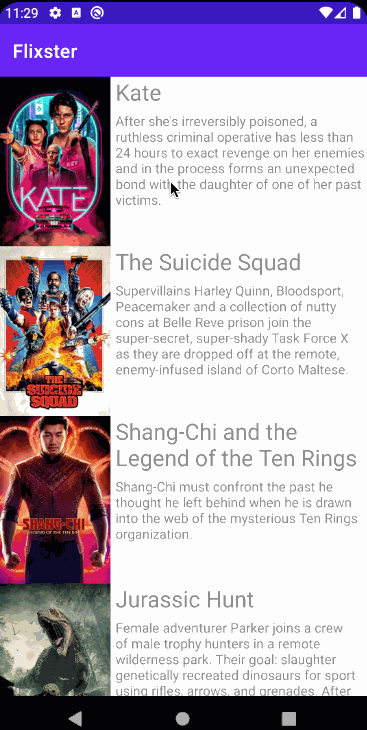 11:29
Flixster
Kate
After she's irreversibly poisoned, a
ruthless criminal operative has less than
24 hours to exact revenge on her enemies
and in the process forms an unexpected
bond with the daughter of one of her past
victims.
KATE
The Suicide Squad
Supervillains Harley Quinn, Bloodsport,
Peacemaker and a collection of nutty
cons at Belle Reve prison join the
super-secret, super-shady Task Force X
as they are dropped off at the remote,
enemy-infused island of Corto Maltese.
THE
SUICIDE
SQUAD
Shang-Chi and the
Legend of the Ten Rings
Shang-Chi must confront the past he
thought he left behind when he is drawn
into the web of the mysterious Ten Rings
organization.
SHANG-CHI
LEGEND OF THE TEN RINGS
Jurassic Hunt
Female adventurer Parker joins a crew
of male trophy hunters in a remote
wilderness park. Their goal: slaughter
genetically recreated dinosaurs for sport
using rifles, arrows, and grenades. After